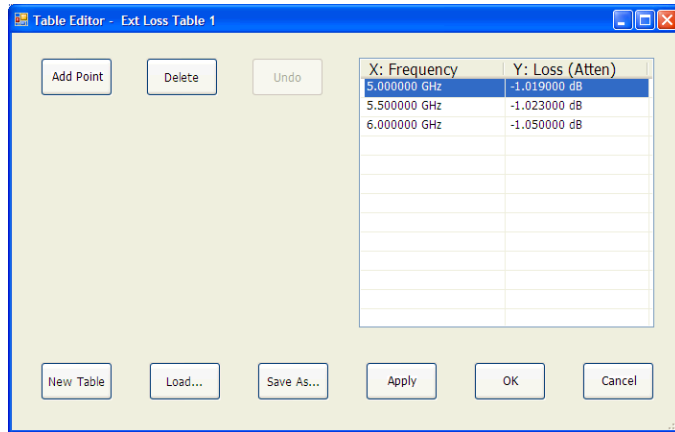 Table Editor - Ext Loss Table 1
Add Point Delete Undo
X: Frequency Y: Loss (Atten)
5.000000 GHz -1.019000 dB
5.500000 GHz -1.023000 dB
6.000000 GHz -1.050000 dB
New Table Load... Save As... Apply OK Cancel